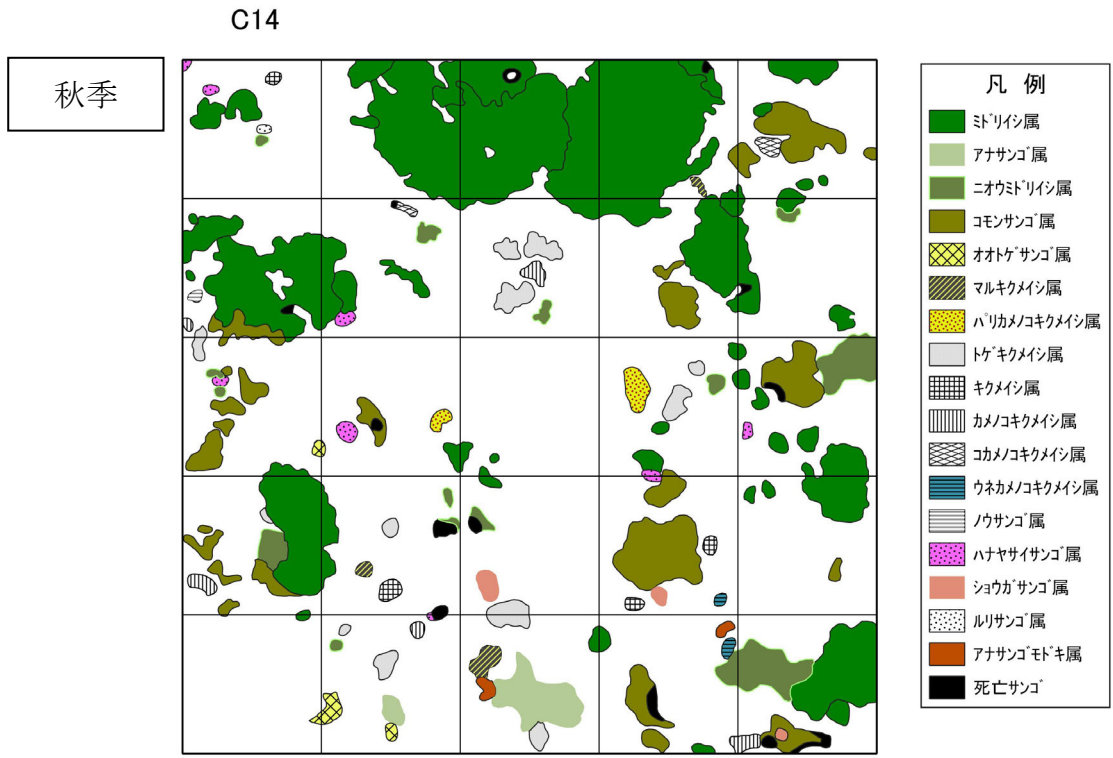 C14
秋季
凡 例
ミドリイシ属
アナサンゴ属
ニオウミドリイシ属
コモンサンゴ属
オオトゲサンゴ属
マルキクメイシ属
パリカメノコキクメイシ属
トゲキクメイシ属
キクメイシ属
カメノコキクメイシ属
コカメノコキクメイシ属
ウネカメノコキクメイシ属
ノウサンゴ属
ハナヤサイサンゴ属
ショウガサンゴ属
ルリサンゴ属
アナサンゴモドキ属
死亡サンゴ